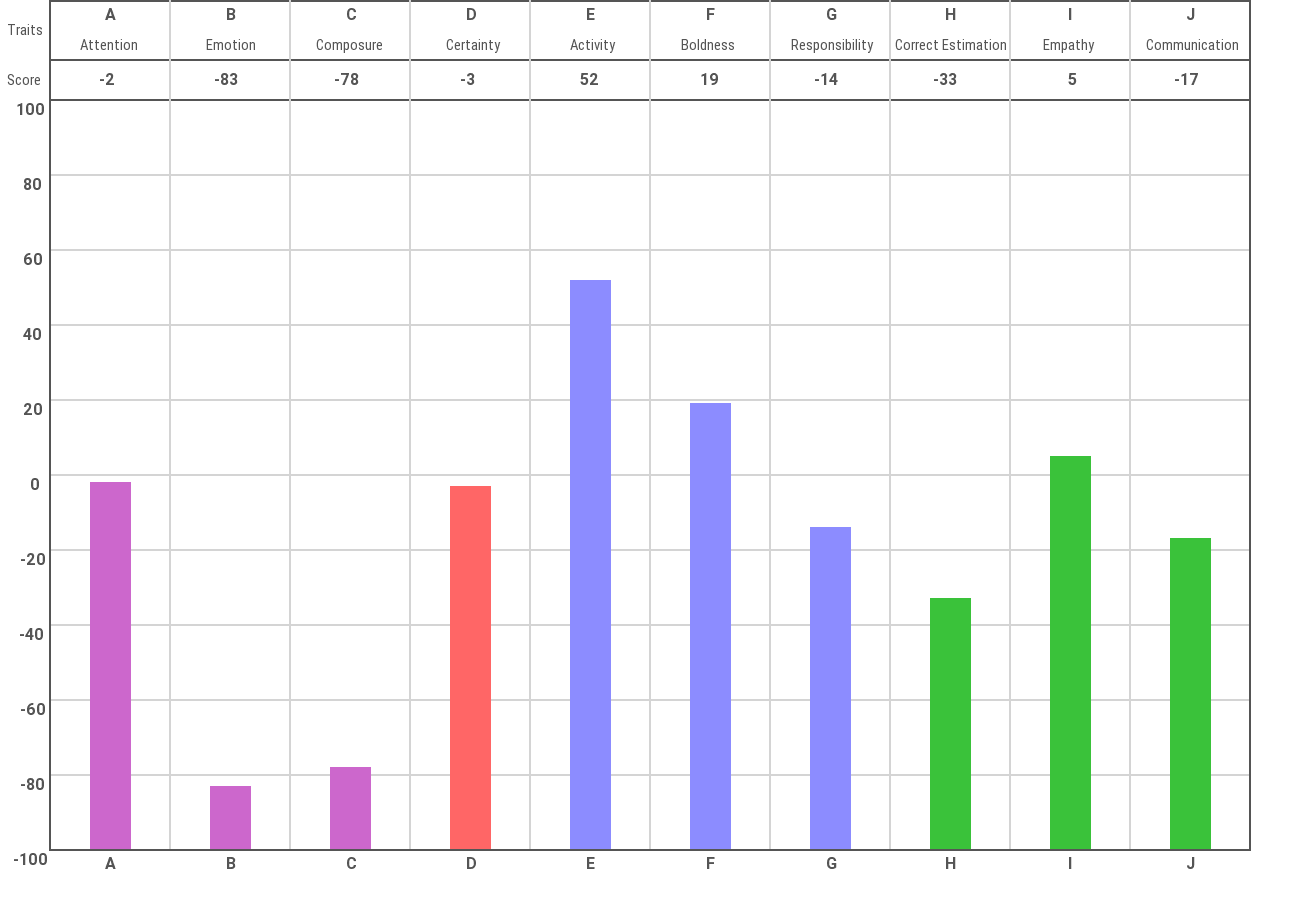 A B C D E F G H I J
Traits
Attention Emotion Composure Certainty Activity Boldness Responsibility Correct Estimation Empathy Communication
Score -2 -83 -78 -3 52 19 -14 -33 5 -17
100
80
60
40
20
0
-20
-40
-60
-80
-100
A B C D E F G H I J